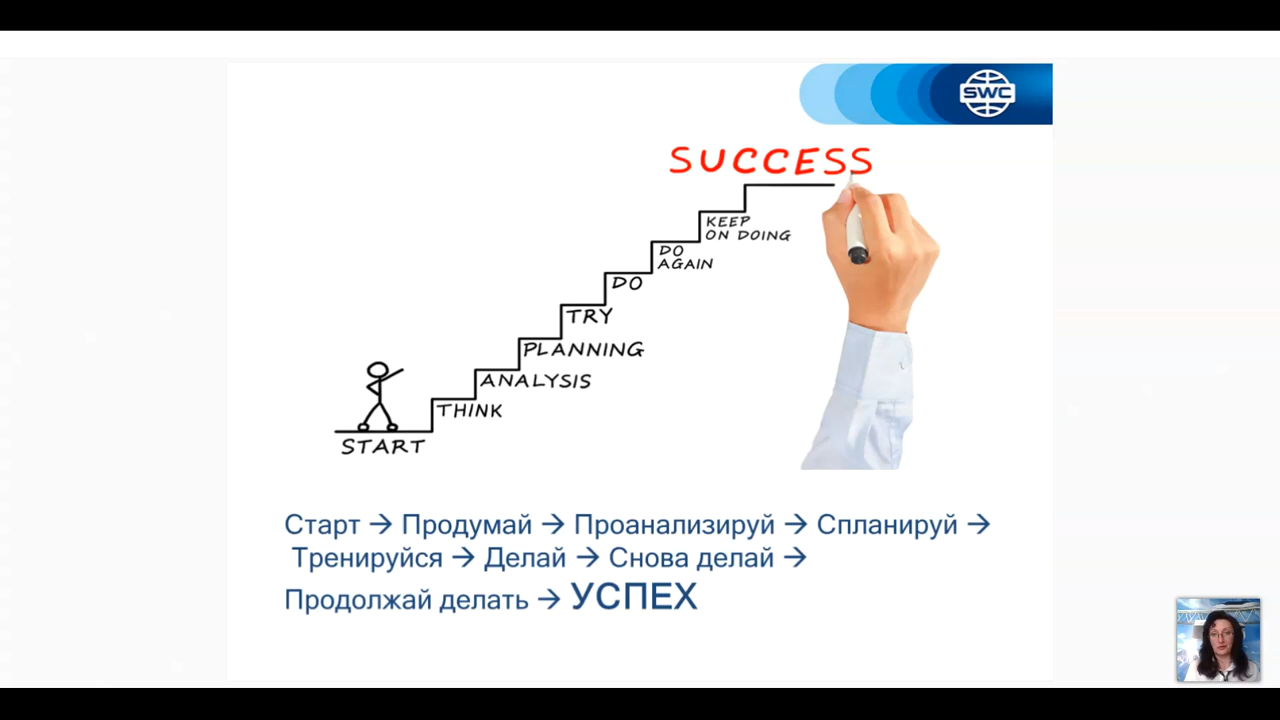 SWC
SUCCESS
KEEP
ON DOING
DO
AGAIN
DO
TRY
PLANNING
ANALYSIS
THINK
START
Старт → Продумай → Проанализируй → Спланируй →
Тренируйся → Делай → Снова делай →
Продолжай делать → УСПЕХ